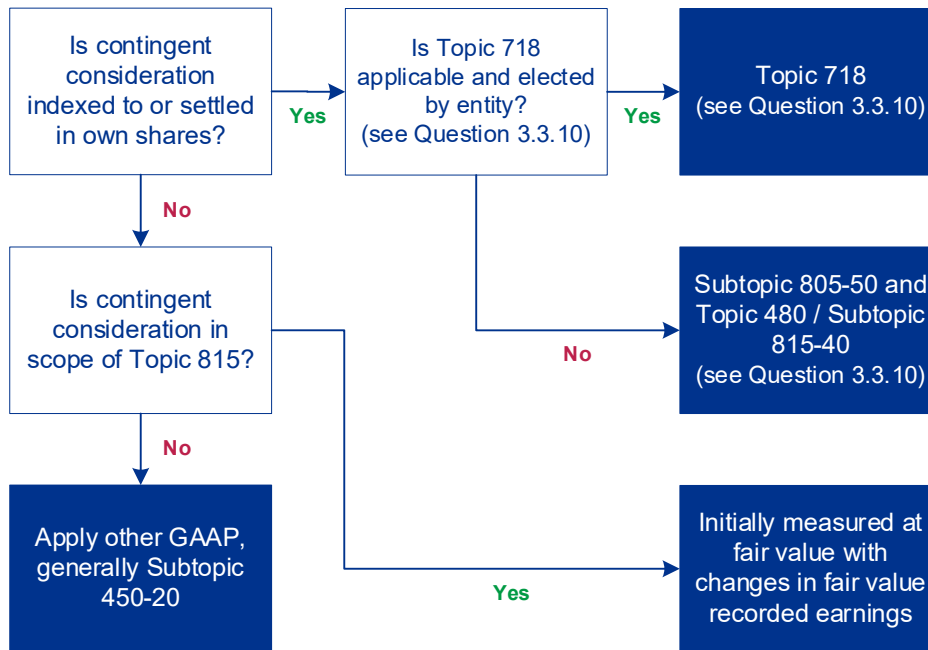 Is contingent
consideration
indexed to or settled
in own shares?
Yes
Is Topic 718
applicable and elected
by entity?
(see Question 3.3.10)
Yes
Topic 718
(see Question 3.3.10)
No
Is contingent
consideration in
scope of Topic 815?
No
Subtopic 805-50 and
Topic 480 / Subtopic
815-40
(see Question 3.3.10)
No
Apply other GAAP,
generally Subtopic
450-20
Yes
Initially measured at
fair value with
changes in fair value
recorded earnings